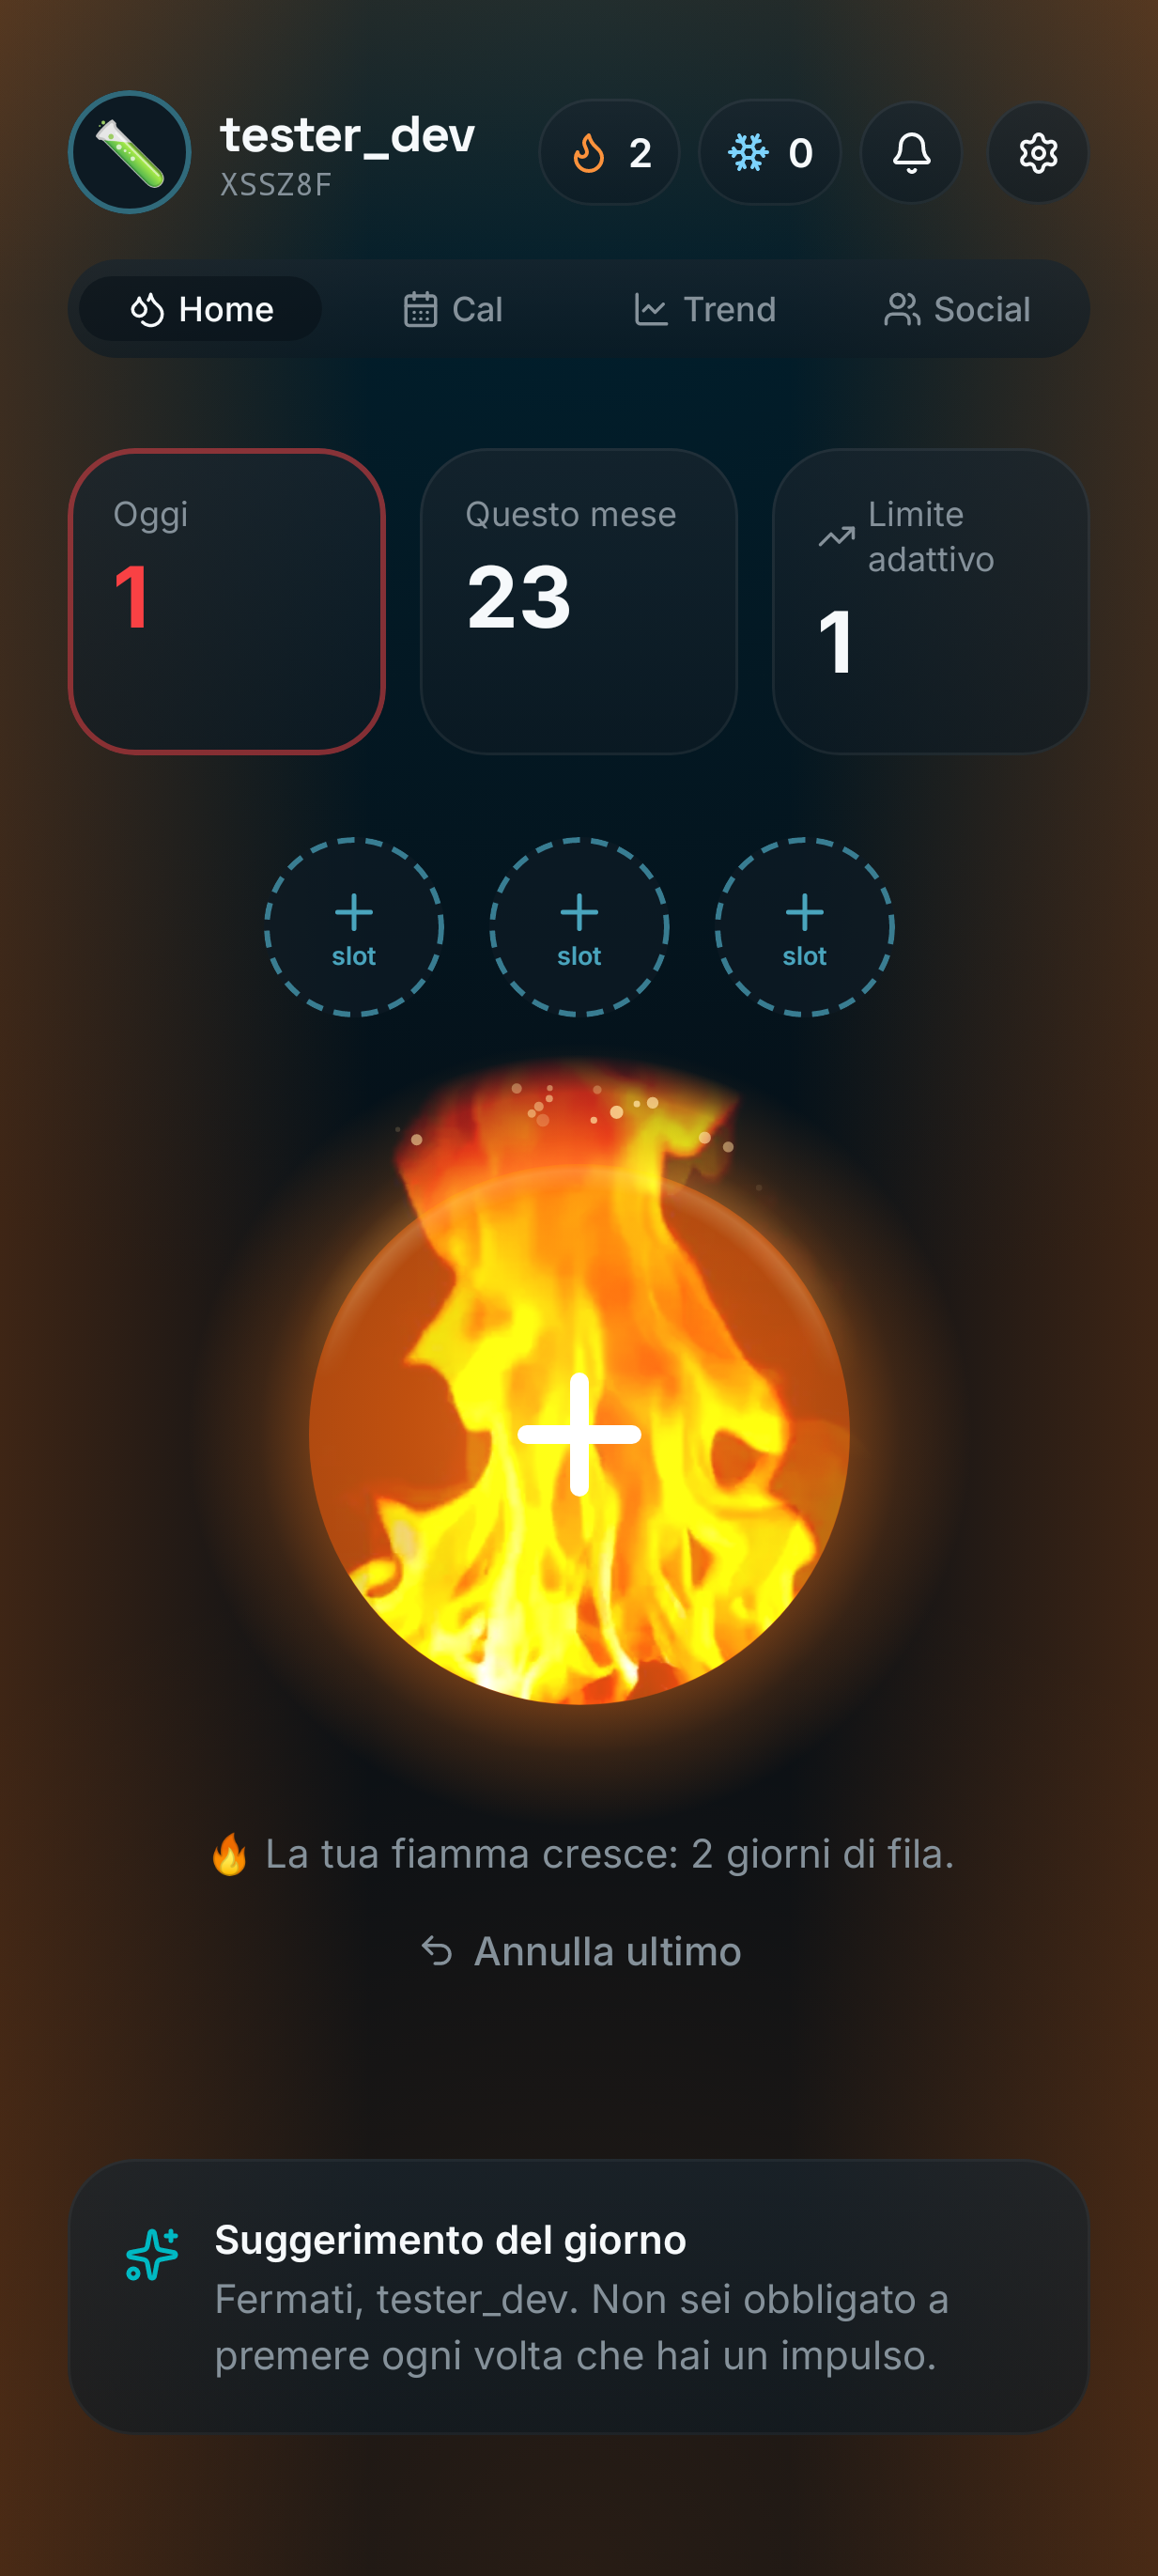 tester_dev
XSSZ8F
2
0
Home
Cal
Trend
Social
Oggi
1
Questo mese
23
Limite
adattivo
1
slot
slot
slot
🔥 La tua fiamma cresce: 2 giorni di fila.
Annulla ultimo
Suggerimento del giorno
Fermati, tester_dev. Non sei obbligato a
premere ogni volta che hai un impulso.